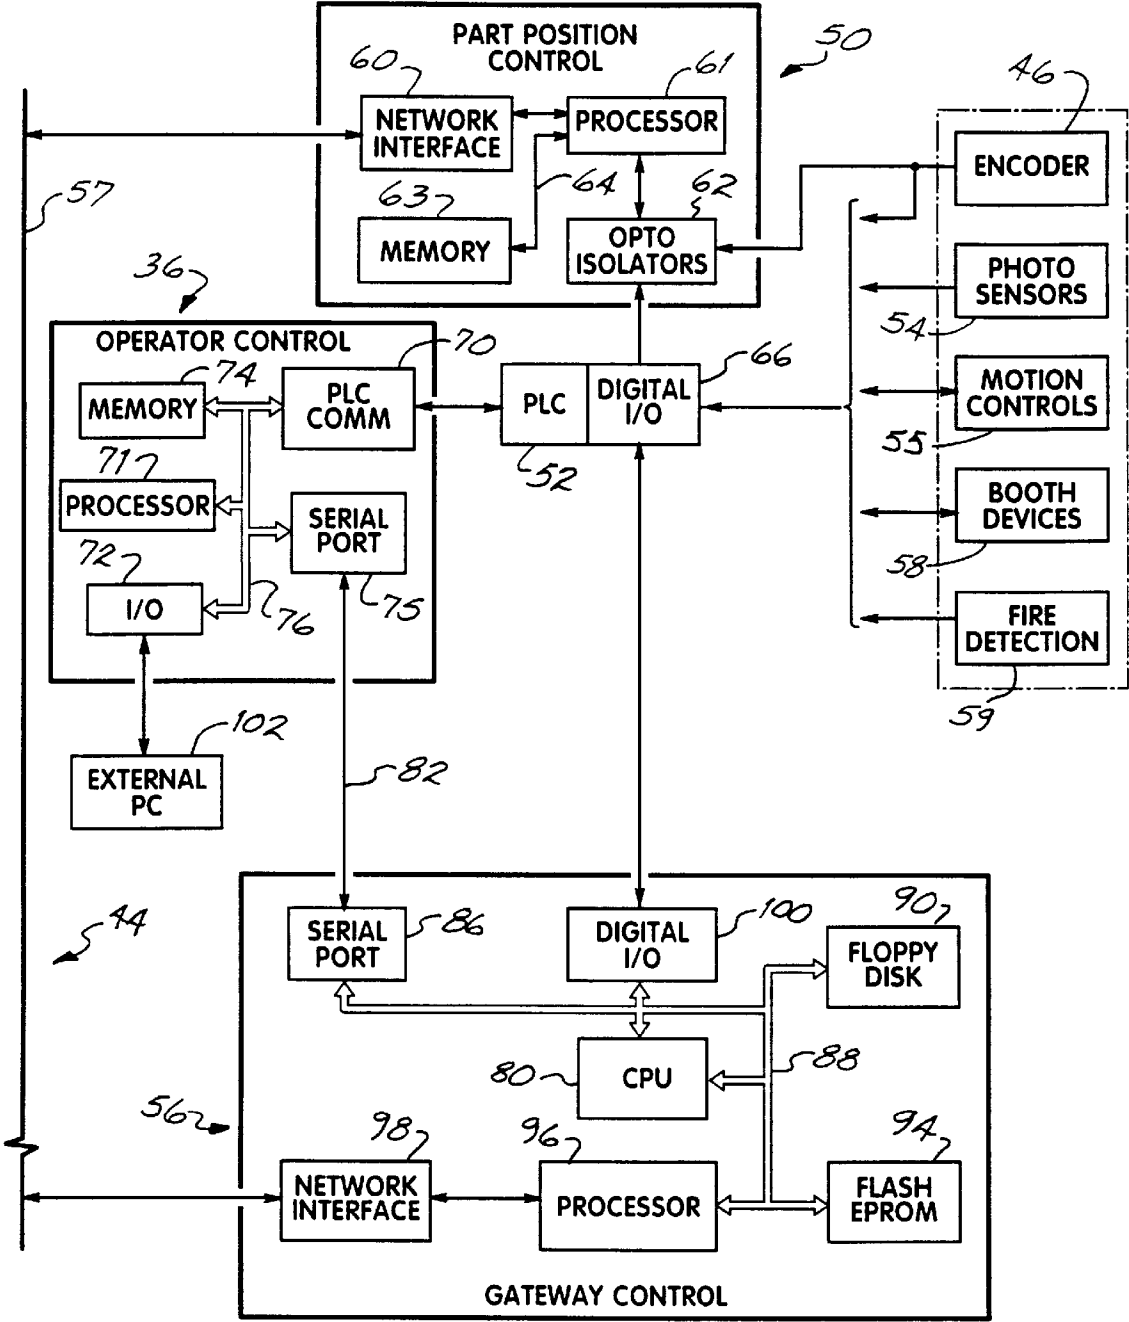 PART POSITION
CONTROL
50
60
61
46
NETWORK
INTERFACE
PROCESSOR
ENCODER
57
63
64
62
MEMORY
OPTO
ISOLATORS
PHOTO
SENSORS
54
36
OPERATOR CONTROL
70
66
74
MEMORY
PLC
COMM
PLC
DIGITAL
I/O
52
MOTION
CONTROLS
55
71
PROCESSOR
SERIAL
PORT
75
BOOTH
DEVICES
58
72
I/O
76
FIRE
DETECTION
59
102
EXTERNAL
PC
82
44
SERIAL
PORT
86
DIGITAL
I/O
100
90
FLOPPY
DISK
80
CPU
88
56
98
96
94
NETWORK
INTERFACE
PROCESSOR
FLASH
EPROM
GATEWAY CONTROL